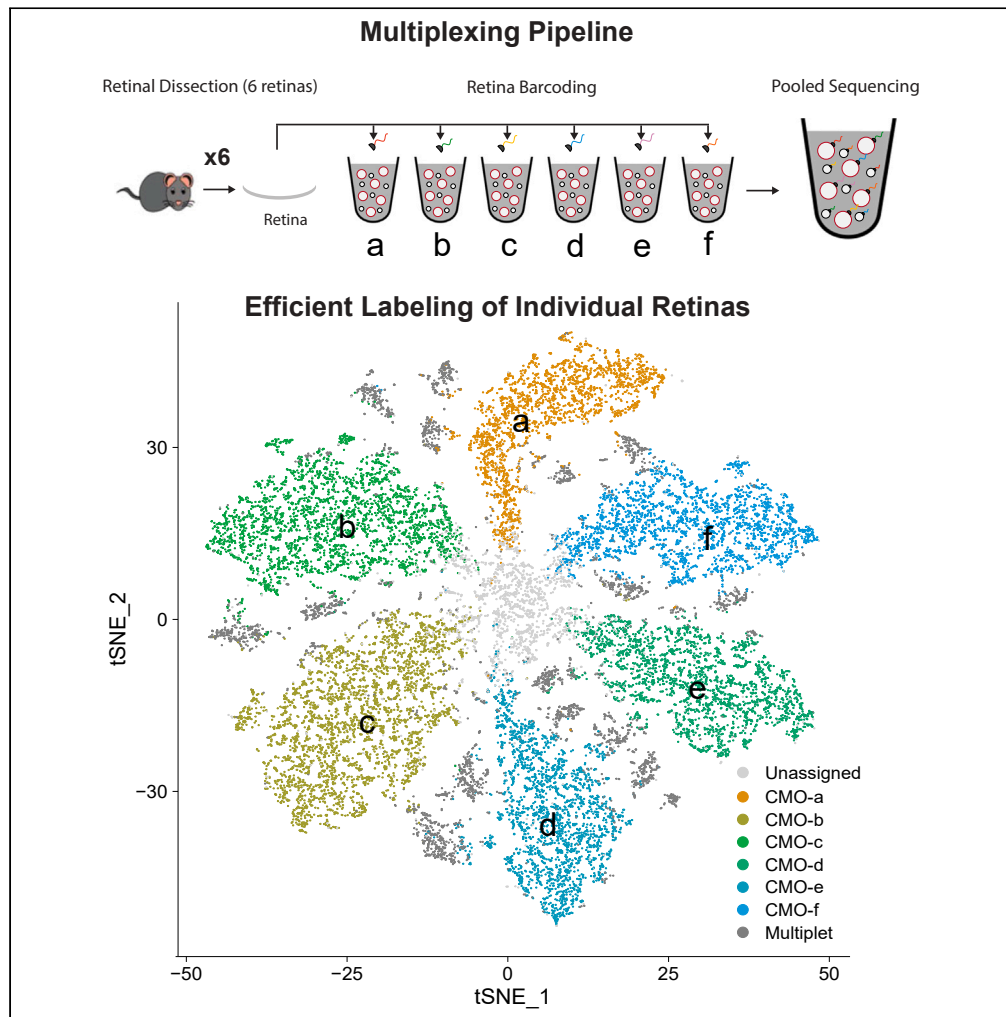 Multiplexing Pipeline
Retinal Dissection (6 retinas)
Retina Barcoding
Pooled Sequencing
x6
Retina
a b c d e f
Efficient Labeling of Individual Retinas
tSNE_2
30
0
−30
a
b
f
c
e
d
Unassigned
CMO-a
CMO-b
CMO-c
CMO-d
CMO-e
CMO-f
Multiplet
−50 −25 0 25 50
tSNE_1